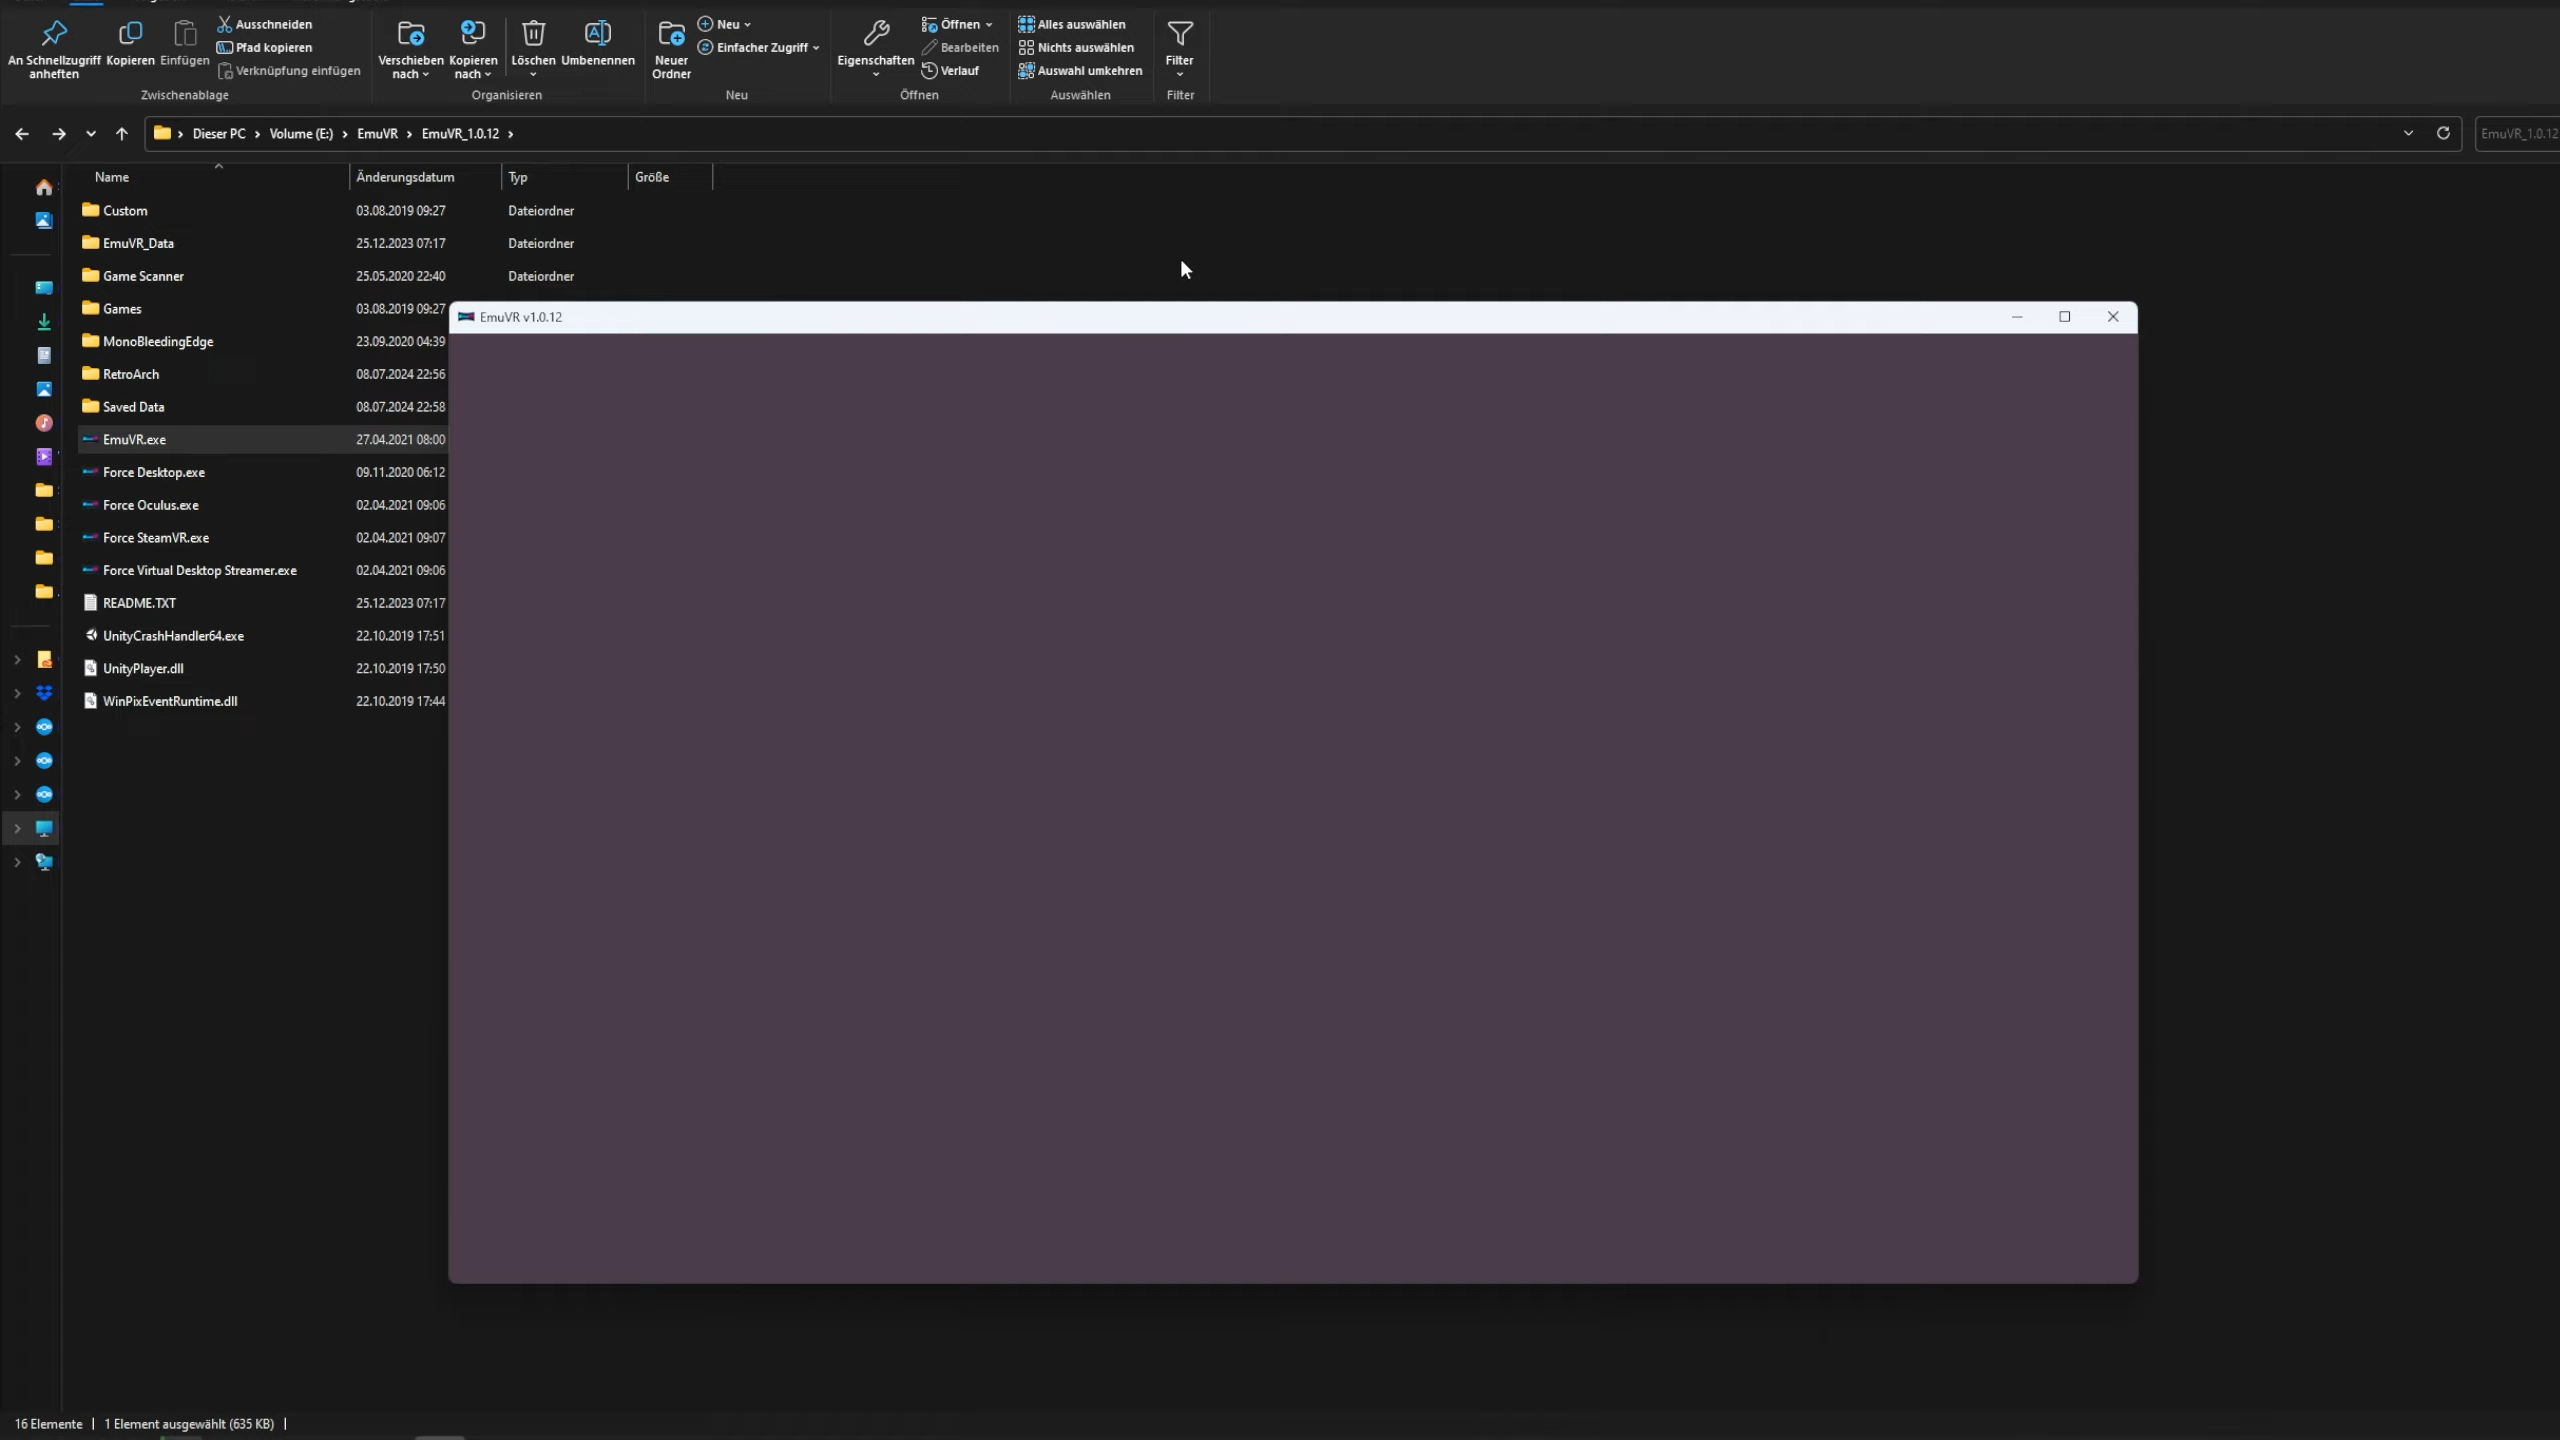 Ausschneiden
Pfad kopieren
Verknüpfung einfügen
An Schnellzugriff anheften
Kopieren
Einfügen
Zwischenablage
Verschieben nach
Kopieren nach
Löschen
Umbenennen
Organisieren
Neuer Ordner
Neu
Einfacher Zugriff
Neu
Eigenschaften
Öffnen
Bearbeiten
Verlauf
Öffnen
Alles auswählen
Nichts auswählen
Auswahl umkehren
Auswählen
Filter
Filter
Dieser PC > Volume (E:) > EmuVR > EmuVR_1.0.12 >
EmuVR_1.0.12
Name Änderungsdatum Typ Größe
Custom 03.08.2019 09:27 Dateiordner
EmuVR_Data 25.12.2023 07:17 Dateiordner
Game Scanner 25.05.2020 22:40 Dateiordner
Games 03.08.2019 09:27
MonoBleedingEdge 23.09.2020 04:39
RetroArch 08.07.2024 22:56
Saved Data 08.07.2024 22:58
EmuVR.exe 27.04.2021 08:00
Force Desktop.exe 09.11.2020 06:12
Force Oculus.exe 02.04.2021 09:06
Force SteamVR.exe 02.04.2021 09:07
Force Virtual Desktop Streamer.exe 02.04.2021 09:06
README.TXT 25.12.2023 07:17
UnityCrashHandler64.exe 22.10.2019 17:51
UnityPlayer.dll 22.10.2019 17:50
WinPixEventRuntime.dll 22.10.2019 17:44
EmuVR v1.0.12
16 Elemente | 1 Element ausgewählt (635 KB) |